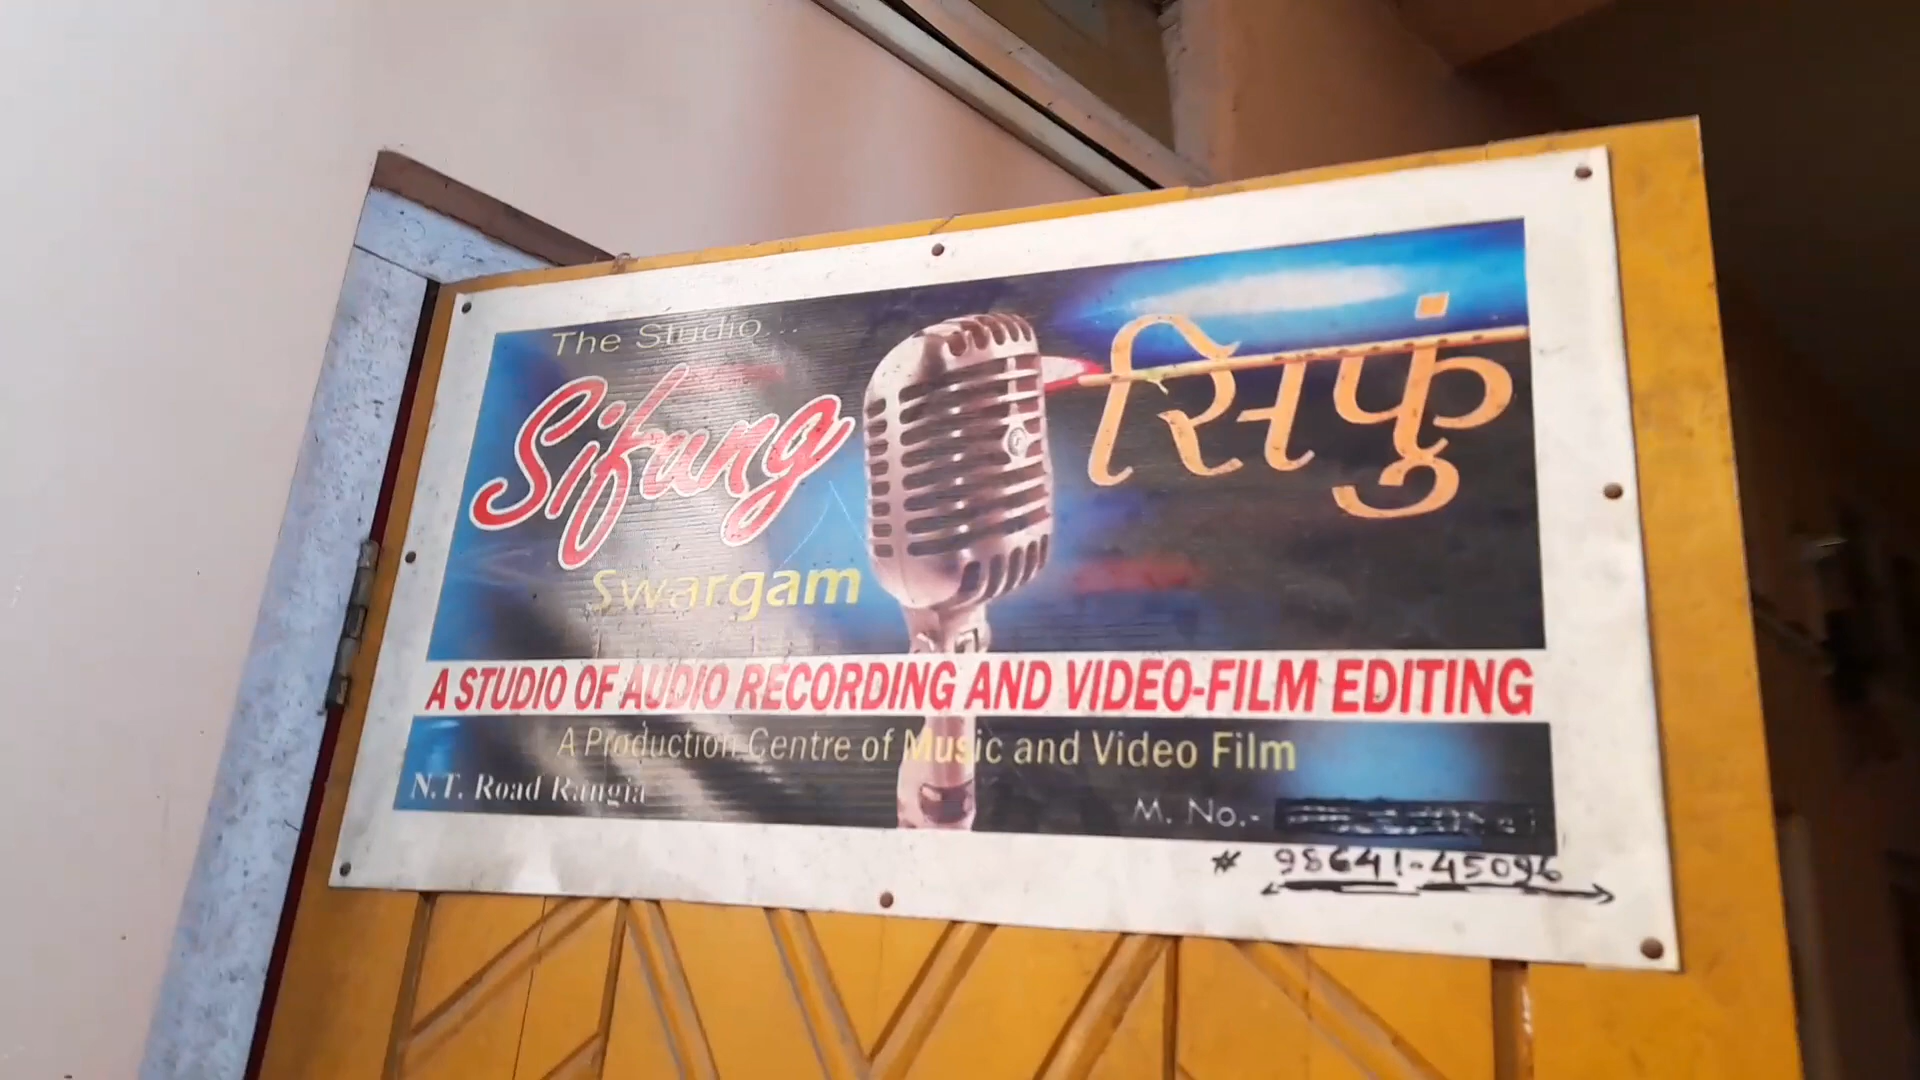 The Studio...
Sifung
सिफुं
Swargam
A STUDIO OF AUDIO RECORDING AND VIDEO-FILM EDITING
A Production Centre of Music and Video Film
N.T. Road Rangia
M. No.-
* 98641-45096